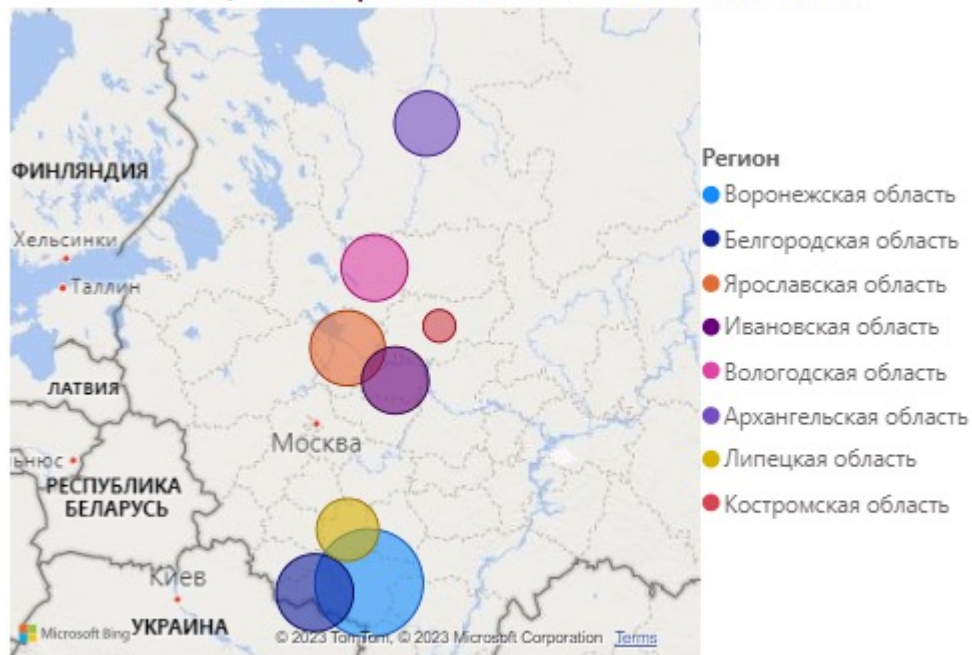 ФИНЛЯНДИЯ
Хельсинки
Таллин
ЛАТВИЯ
Москва
ьнюс
РЕСПУБЛИКА
БЕЛАРУСЬ
Киев
УКРАИНА
Microsoft Bing
© 2023 TomTom, © 2023 Microsoft Corporation Terms
Регион
Воронежская область
Белгородская область
Ярославская область
Ивановская область
Вологодская область
Архангельская область
Липецкая область
Костромская область